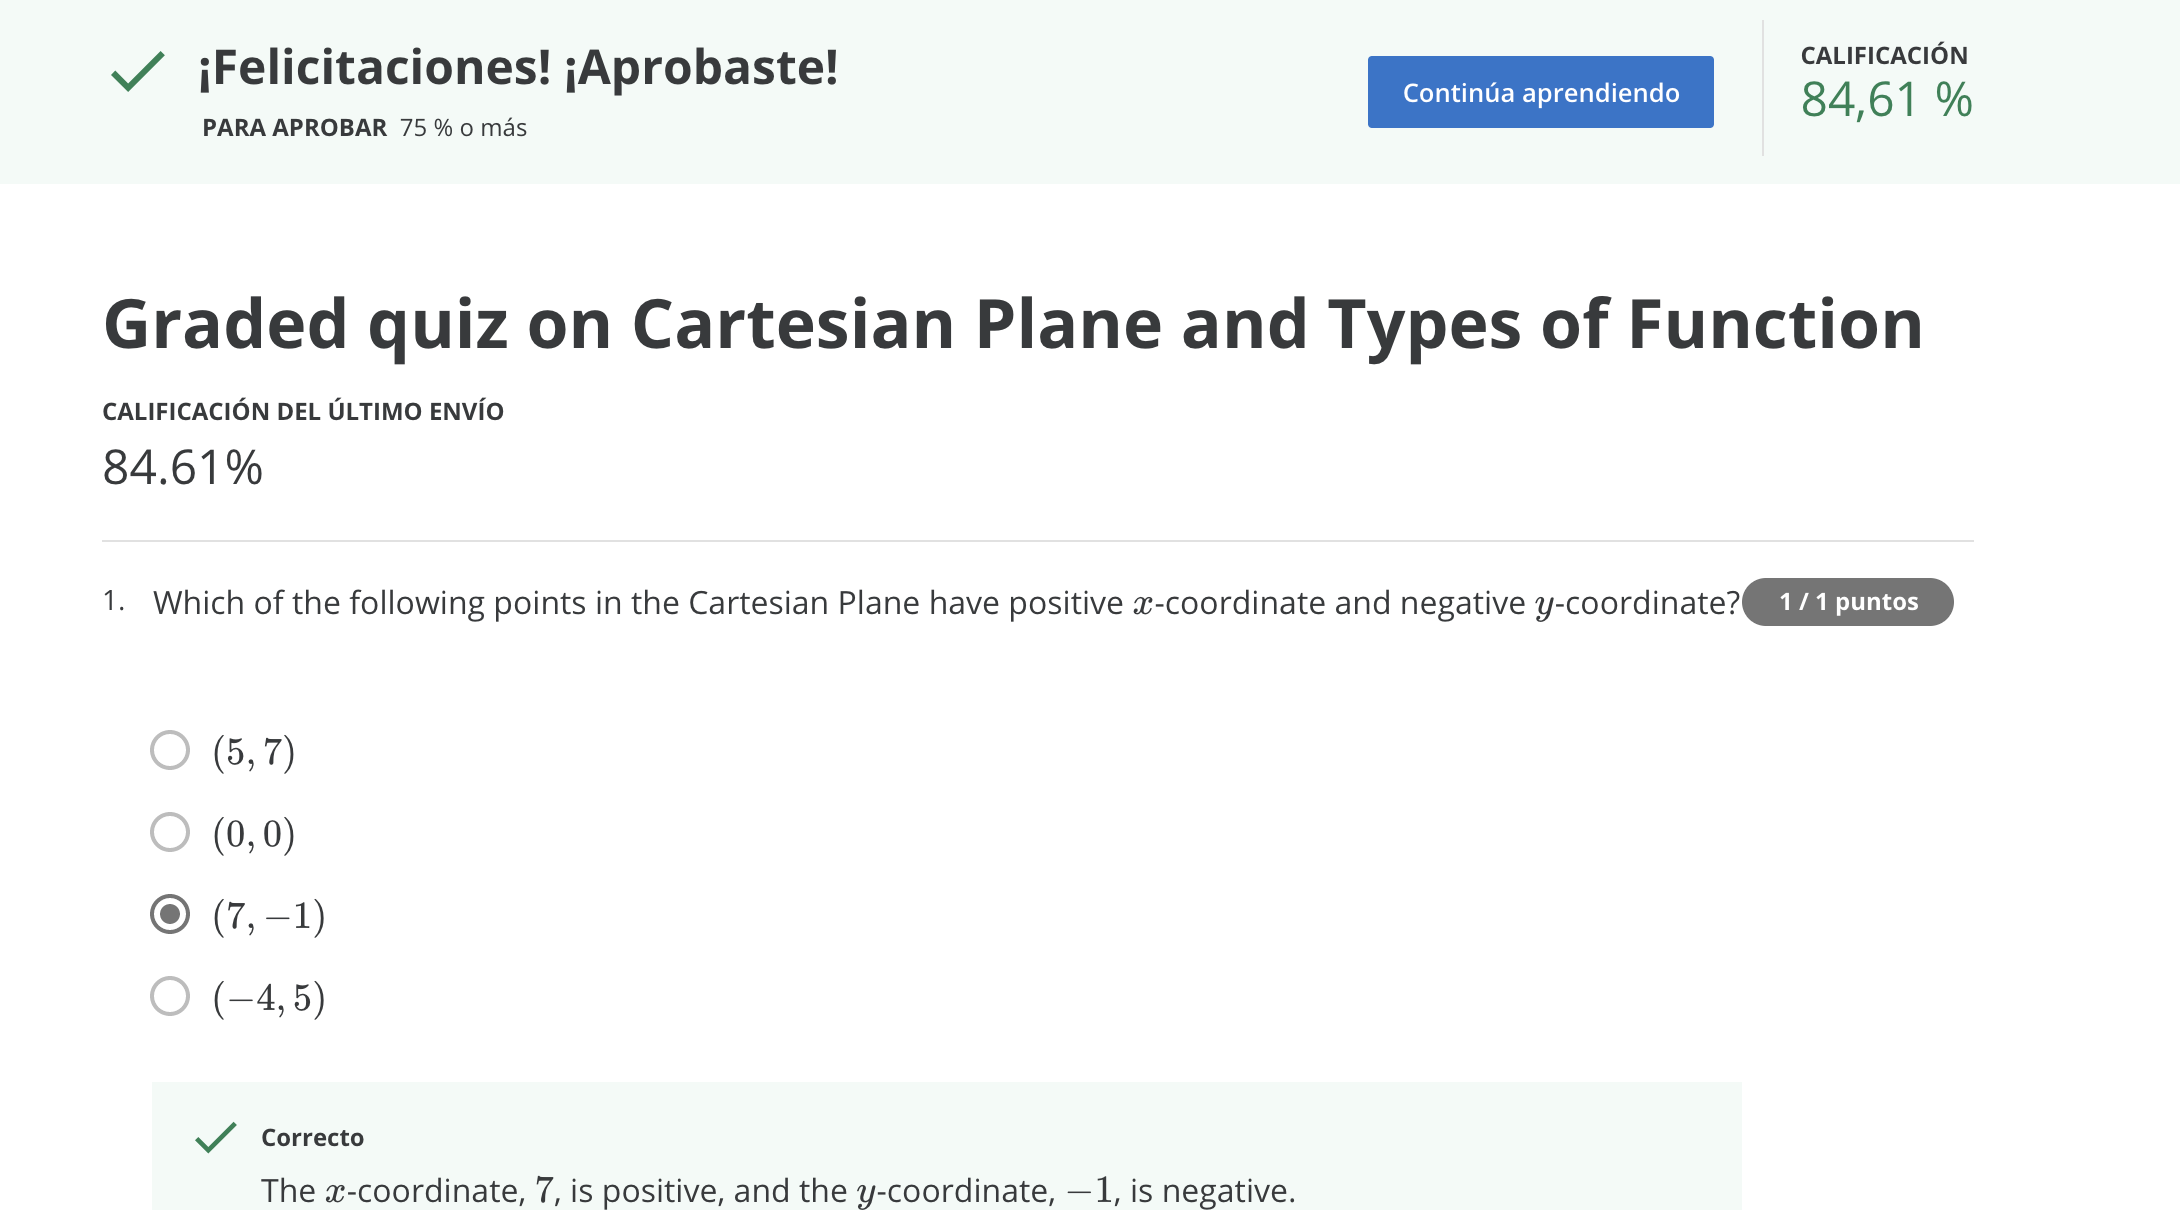 ¡Felicitaciones! ¡Aprobaste!
PARA APROBAR 75 % o más
Continúa aprendiendo
CALIFICACIÓN
84,61 %
Graded quiz on Cartesian Plane and Types of Function
CALIFICACIÓN DEL ÚLTIMO ENVÍO
84.61%
1. Which of the following points in the Cartesian Plane have positive x-coordinate and negative y-coordinate?
1 / 1 puntos
(5, 7)
(0, 0)
(7, −1)
(−4, 5)
Correcto
The x-coordinate, 7, is positive, and the y-coordinate, −1, is negative.